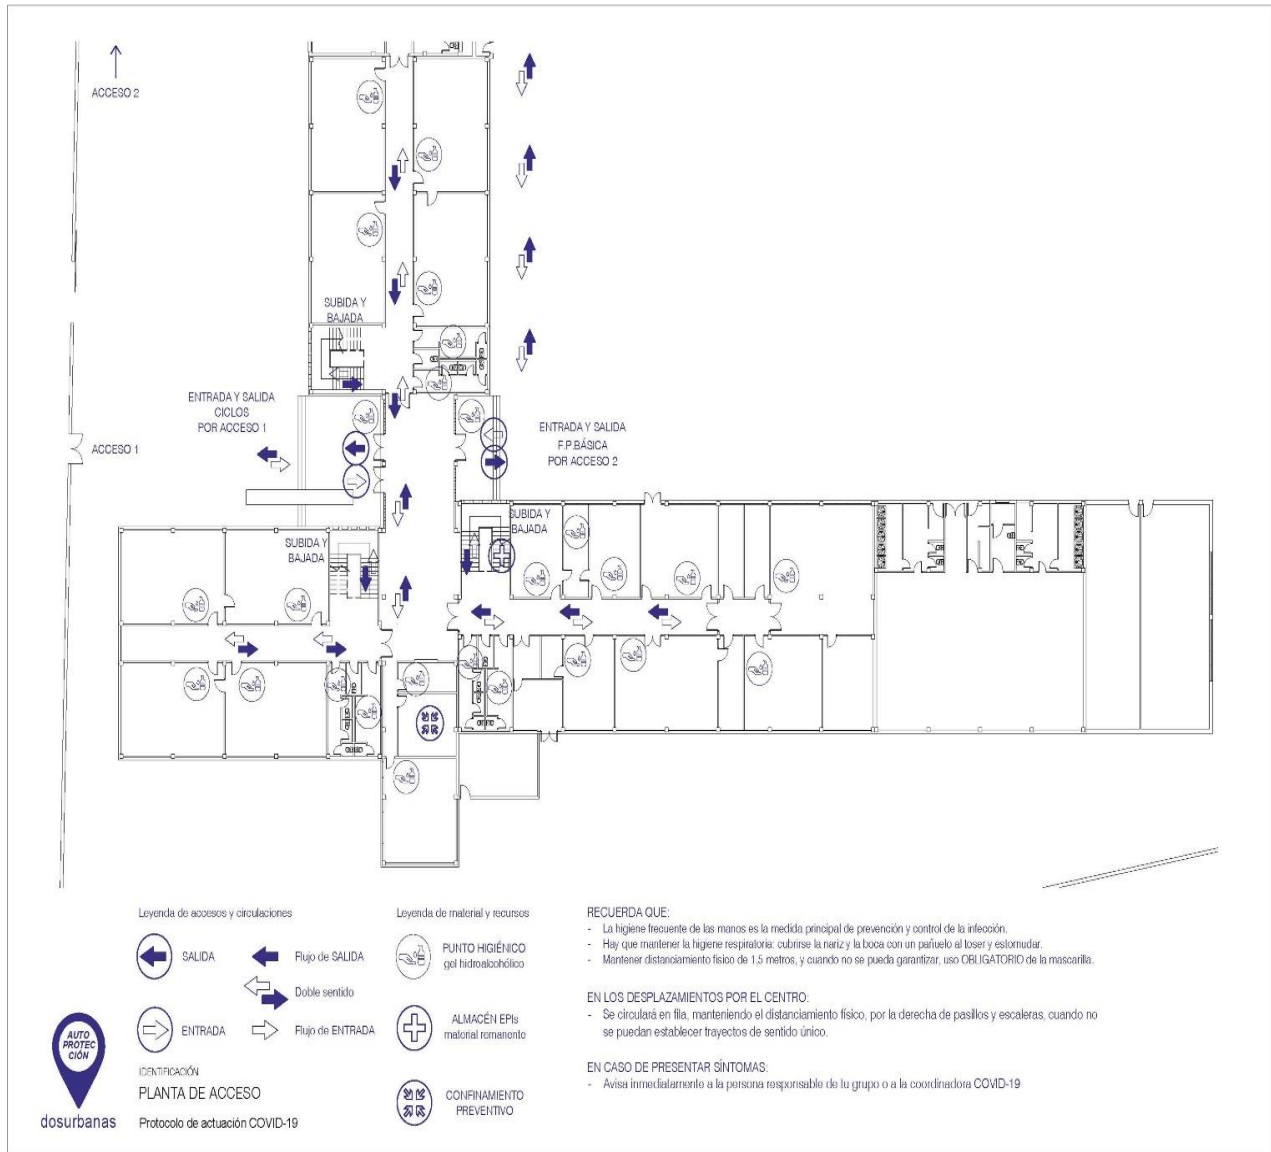 ACCESO 2
SUBIDA Y
BAJADA
ENTRADA Y SALIDA
CICLOS
POR ACCESO 1
ENTRADA Y SALIDA
F.P.BÁSICA
POR ACCESO 2
ACCESO 1
SUBIDA Y
BAJADA
SUBIDA Y
BAJADA
Leyenda de accesos y circulaciones
SALIDA
Flujo de SALIDA
Doble sentido
ENTRADA
Flujo de ENTRADA
Leyenda de material y recursos
PUNTO HIGIÉNICO
gel hidroalcohólico
ALMACÉN EPIs
material remanente
CONFINAMIENTO
PREVENTIVO
RECUERDA QUE:
- La higiene frecuente de las manos es la medida principal de prevención y control de la infección.
- Hay que mantener la higiene respiratoria: cubrirse la nariz y la boca con un pañuelo al toser y estornudar.
- Mantener distanciamiento físico de 1,5 metros, y cuando no se pueda garantizar, uso OBLIGATORIO de la mascarilla.
EN LOS DESPLAZAMIENTOS POR EL CENTRO:
- Se circulará en fila, manteniendo el distanciamiento físico, por la derecha de pasillos y escaleras, cuando no
se puedan establecer trayectos de sentido único.
EN CASO DE PRESENTAR SÍNTOMAS:
- Avisa inmediatamente a la persona responsable de tu grupo o a la coordinadora COVID-19
AUTO
PROTEC
CIÓN
dosurbanas
IDENTIFICACIÓN
PLANTA DE ACCESO
Protocolo de actuación COVID-19